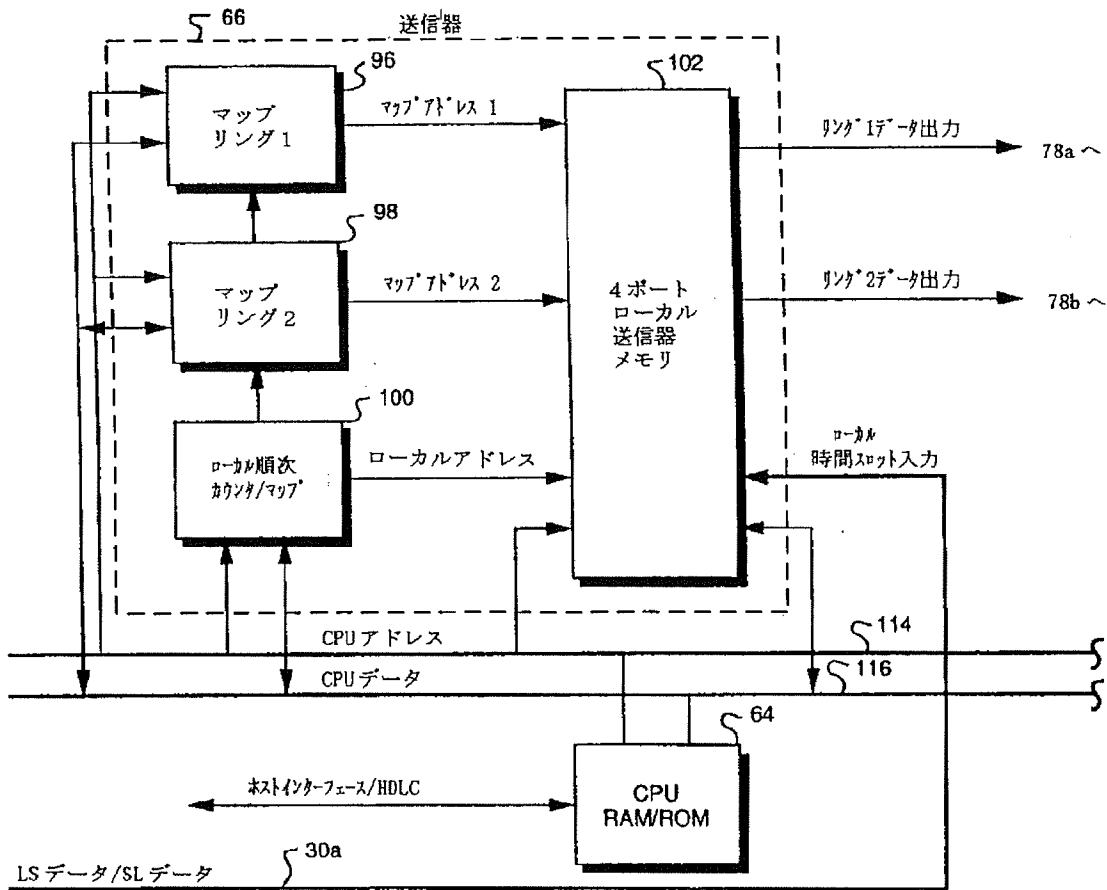 66
送信器
96
102
マップ
リング1
マップアドレス 1
リング1データ出力
78aへ
98
マップ
リング2
マップアドレス 2
4ポート
ローカル
送信器
メモリ
リング2データ出力
78bへ
100
ローカル順次
カウンタ/マップ
ローカルアドレス
ローカル
時間スロット入力
CPUアドレス
114
CPUデータ
116
64
ホストインターフェース/HDLC
CPU
RAM/ROM
30a
LSデータ/SLデータ